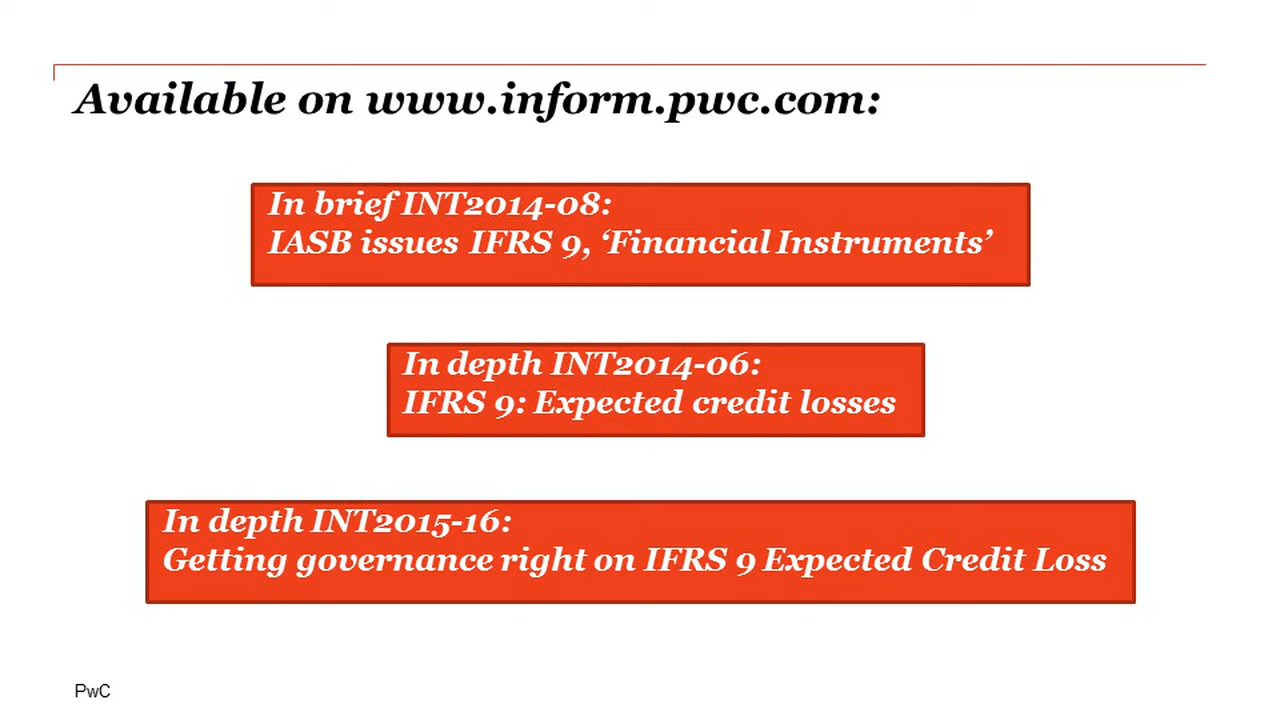 Available on www.inform.pwc.com:
In brief INT2014-08:
IASB issues IFRS 9, ‘Financial Instruments’
In depth INT2014-06:
IFRS 9: Expected credit losses
In depth INT2015-16:
Getting governance right on IFRS 9 Expected Credit Loss
PwC